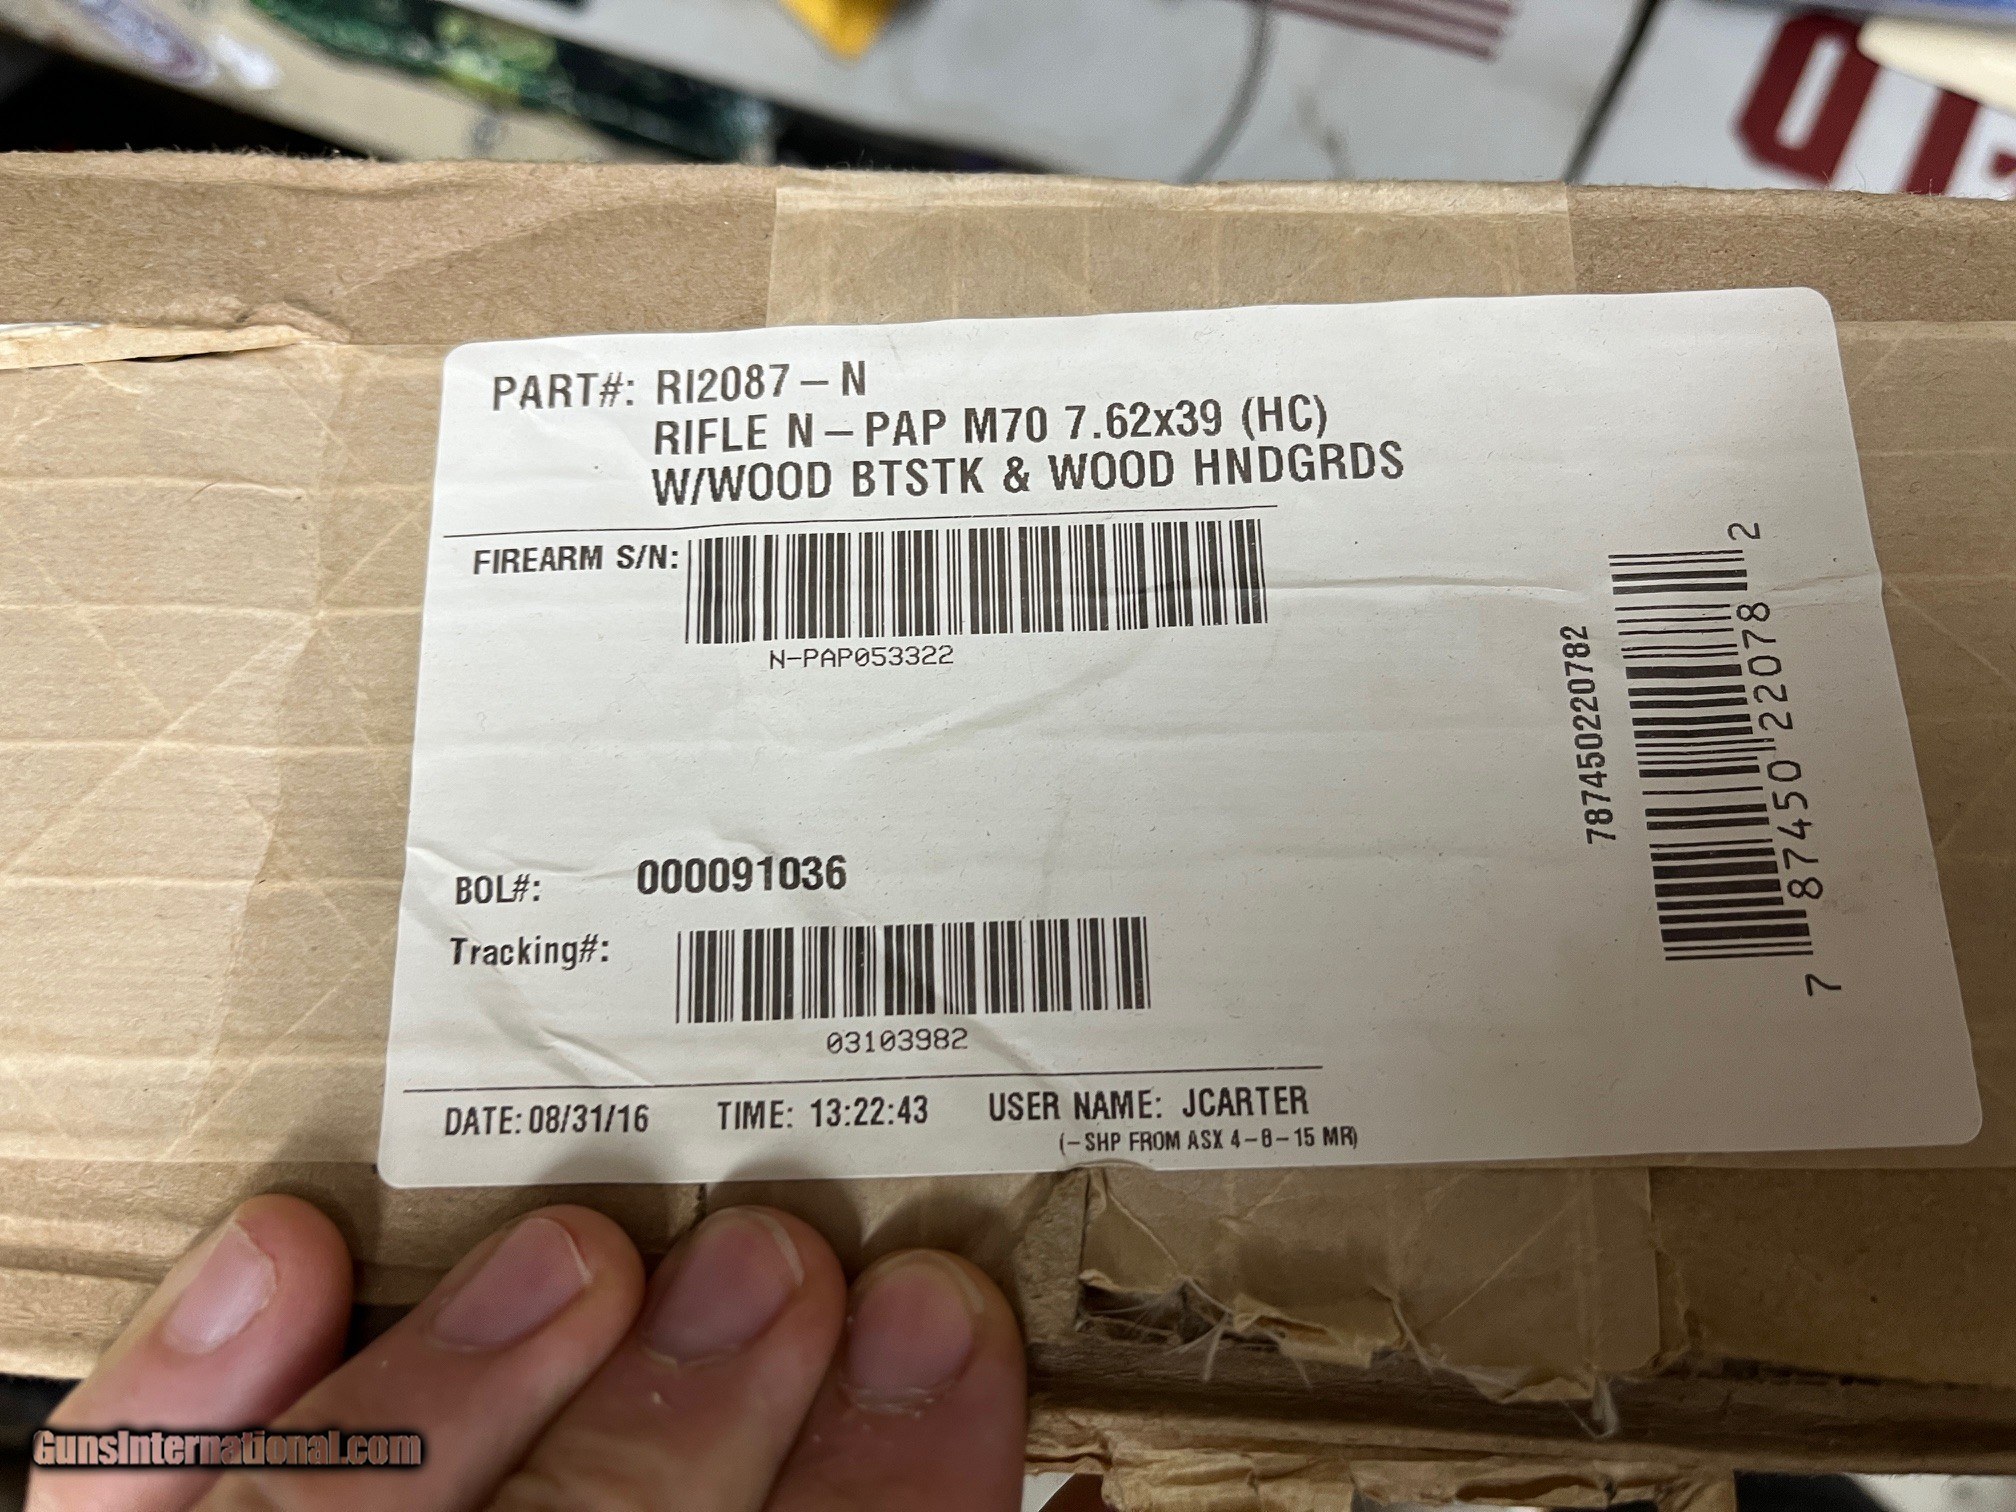 PART#: RI2087-N
RIFLE N-PAP M70 7.62x39 (HC)
W/WOOD BTSTK & WOOD HNDGRDS
FIREARM S/N:
N-PAP053322
BOL#: 000091036
Tracking#:
03103982
DATE: 08/31/16 TIME: 13:22:43 USER NAME: JCARTER
(-SHP FROM ASX 4-8-15 MR)
787450220782
7 87450 22078 2
GunsInternational.com